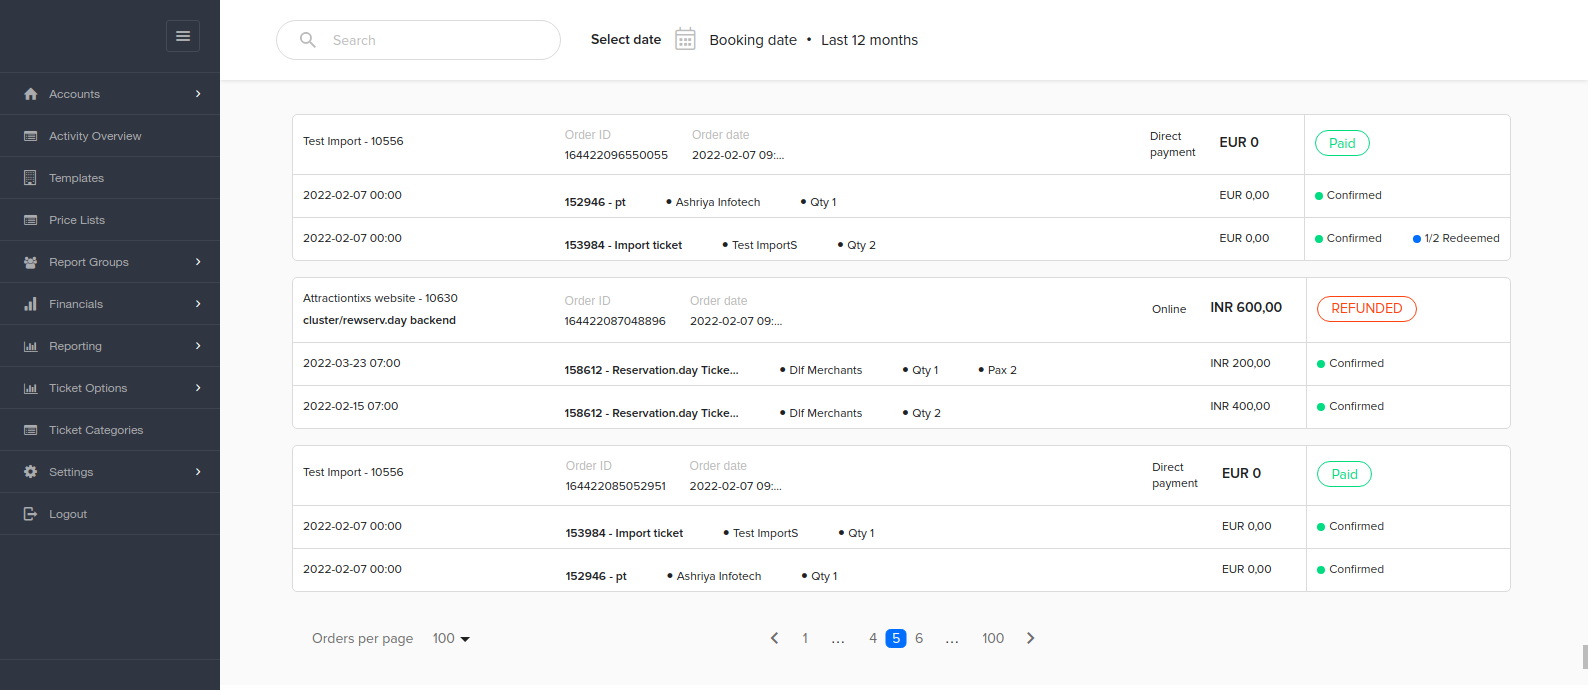 Search
Select date Booking date • Last 12 months
Accounts
Activity Overview
Templates
Price Lists
Report Groups
Financials
Reporting
Ticket Options
Ticket Categories
Settings
Logout
Test Import - 10556
Order ID
164422096550055
Order date
2022-02-07 09:...
Direct
payment
EUR 0
Paid
2022-02-07 00:00
152946 - pt • Ashriya Infotech • Qty 1
EUR 0,00
Confirmed
2022-02-07 00:00
153984 - Import ticket • Test ImportS • Qty 2
EUR 0,00
Confirmed
1/2 Redeemed
Attractiontixs website - 10630
cluster/rewserv.day backend
Order ID
164422087048896
Order date
2022-02-07 09:...
Online
INR 600,00
REFUNDED
2022-03-23 07:00
158612 - Reservation.day Ticke... • Dlf Merchants • Qty 1 • Pax 2
INR 200,00
Confirmed
2022-02-15 07:00
158612 - Reservation.day Ticke... • Dlf Merchants • Qty 2
INR 400,00
Confirmed
Test Import - 10556
Order ID
164422085052951
Order date
2022-02-07 09:...
Direct
payment
EUR 0
Paid
2022-02-07 00:00
153984 - Import ticket • Test ImportS • Qty 1
EUR 0,00
Confirmed
2022-02-07 00:00
152946 - pt • Ashriya Infotech • Qty 1
EUR 0,00
Confirmed
Orders per page 100
1 ... 4 5 6 ... 100